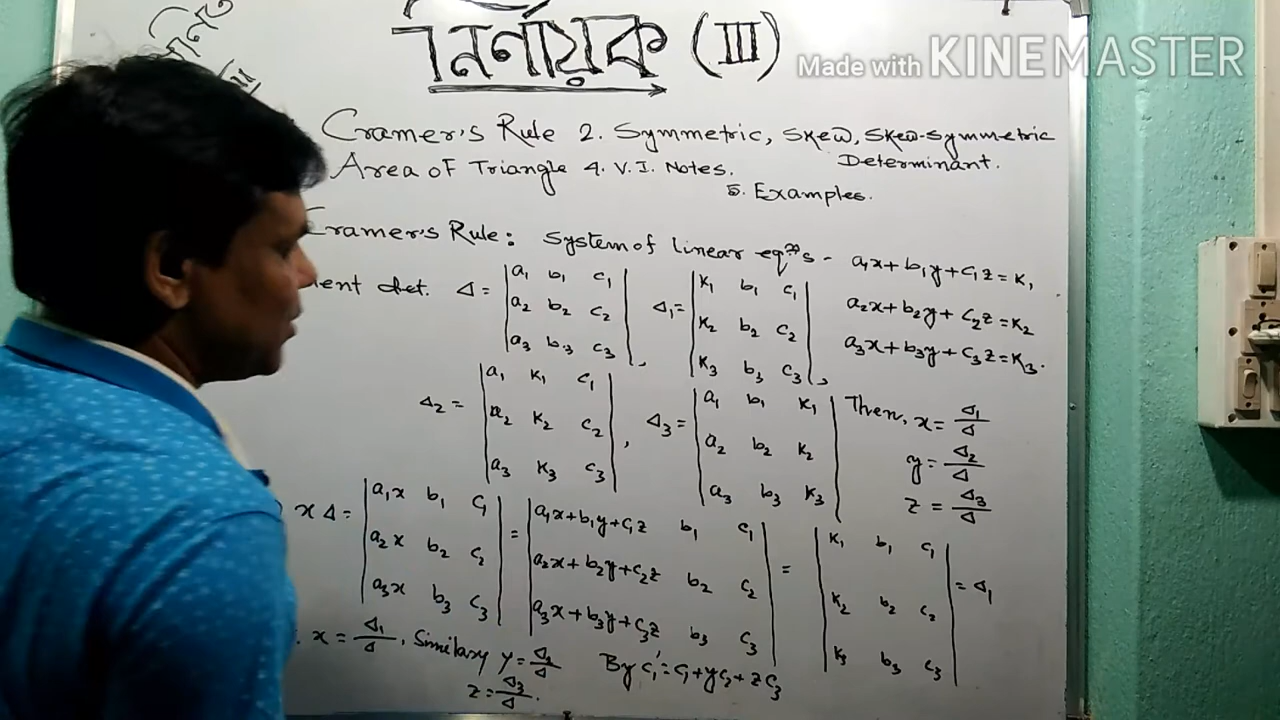 নির্ণায়ক (III)
Made with KINEMASTER
Cramer's Rule 2. Symmetric, Skew, Skew-symmetric
Determinant.
Area of Triangle 4. V.I. Notes.
5. Examples.
Cramer's Rule: System of linear eqⁿs - a₁x+b₁y+c₁z=K₁
a₂x+b₂y+c₂z=K₂
a₃x+b₃y+c₃z=K₃.
ent det. Δ = |a₁ b₁ c₁| Δ₁ = |K₁ b₁ c₁|
|a₂ b₂ c₂| |K₂ b₂ c₂|
|a₃ b₃ c₃|, |K₃ b₃ c₃|,
Δ₂ = |a₁ K₁ c₁| Δ₃ = |a₁ b₁ K₁| Then, x = Δ₁/Δ
|a₂ K₂ c₂| |a₂ b₂ K₂| y = Δ₂/Δ
|a₃ K₃ c₃|, |a₃ b₃ K₃| z = Δ₃/Δ
xΔ = |a₁x b₁ c₁| = |a₁x+b₁y+c₁z b₁ c₁| = |K₁ b₁ c₁| = Δ₁
|a₂x b₂ c₂| |a₂x+b₂y+c₂z b₂ c₂| |K₂ b₂ c₂|
|a₃x b₃ c₃| |a₃x+b₃y+c₃z b₃ c₃| |K₃ b₃ c₃|
x = Δ₁/Δ, Similary y = Δ₂/Δ By c₁' = c₁+yc₂+zc₃
z = Δ₃/Δ.